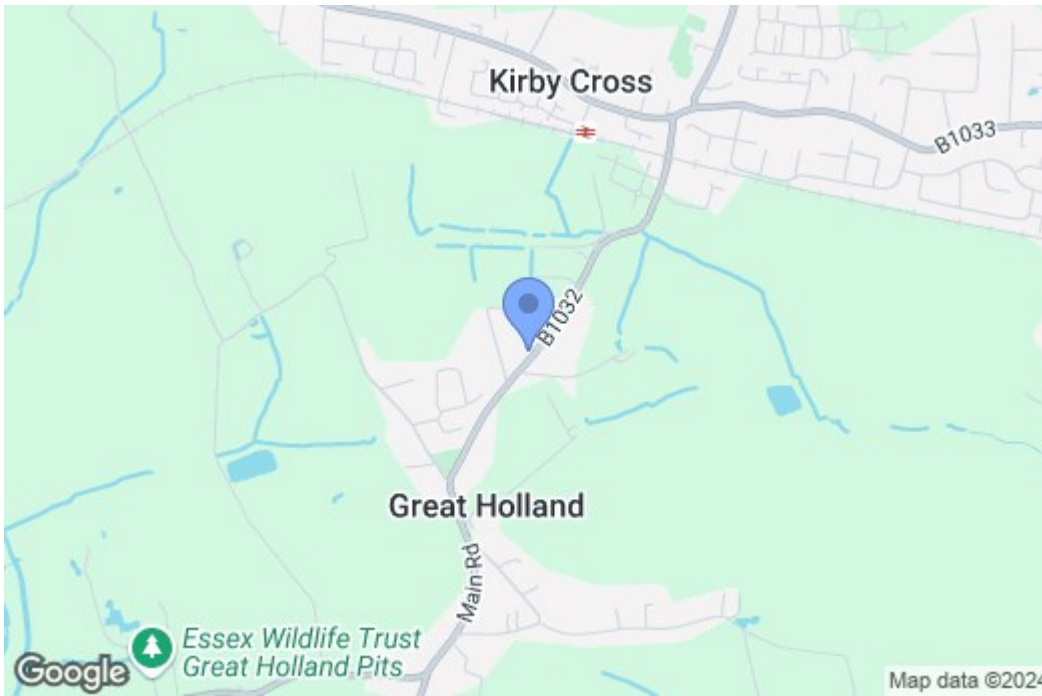 Kirby Cross
B1033
B1032
Great Holland
Main Rd
Essex Wildlife Trust
Great Holland Pits
Google
Map data ©2024